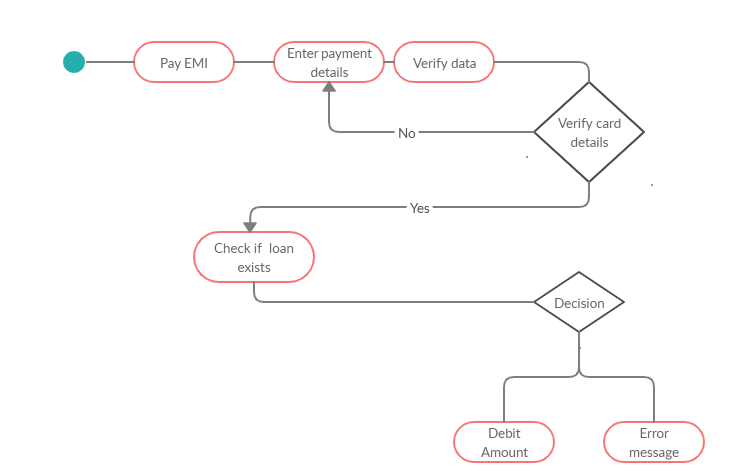 Pay EMI
Enter payment
details
Verify data
Verify card
details
No
Yes
Check if  loan
exists
Decision
Debit
Amount
Error
message